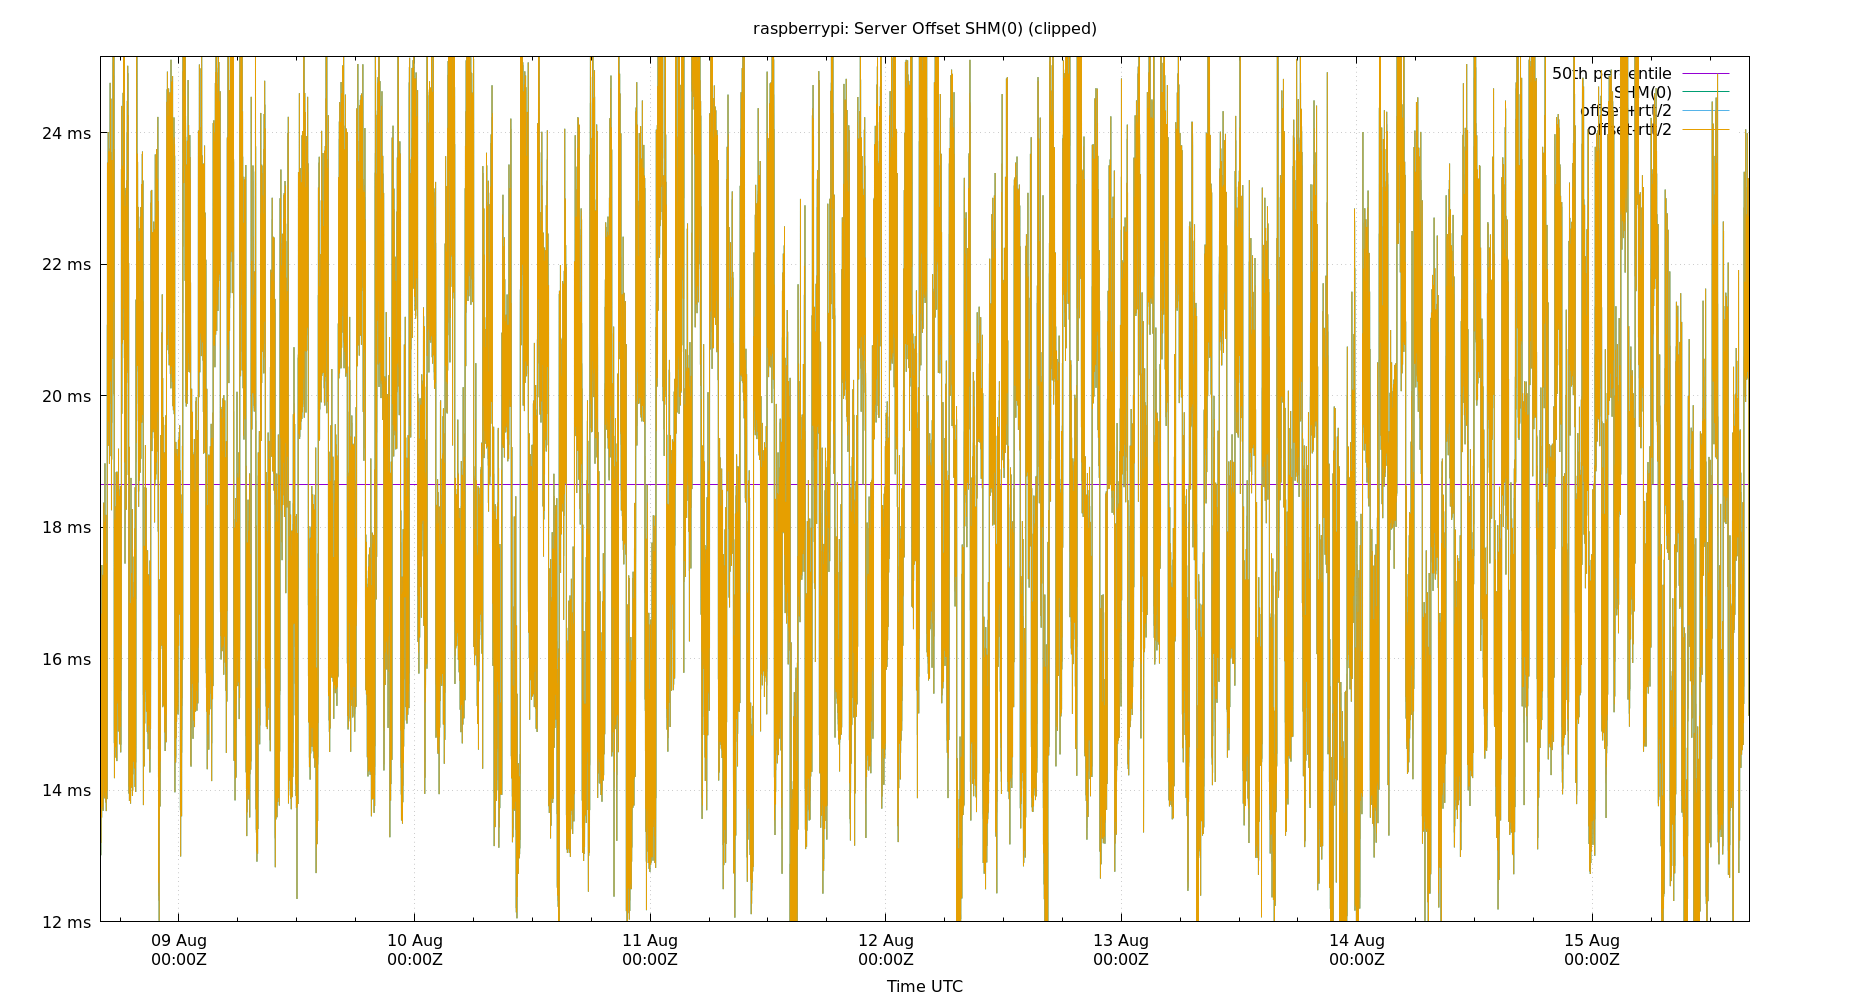 raspberrypi: Server Offset SHM(0) (clipped)
50th percentile
SHM(0)
offset+rtt/2
offset-rtt/2
24 ms
22 ms
20 ms
18 ms
16 ms
14 ms
12 ms
09 Aug 10 Aug 11 Aug 12 Aug 13 Aug 14 Aug 15 Aug
00:00Z 00:00Z 00:00Z 00:00Z 00:00Z 00:00Z 00:00Z
Time UTC